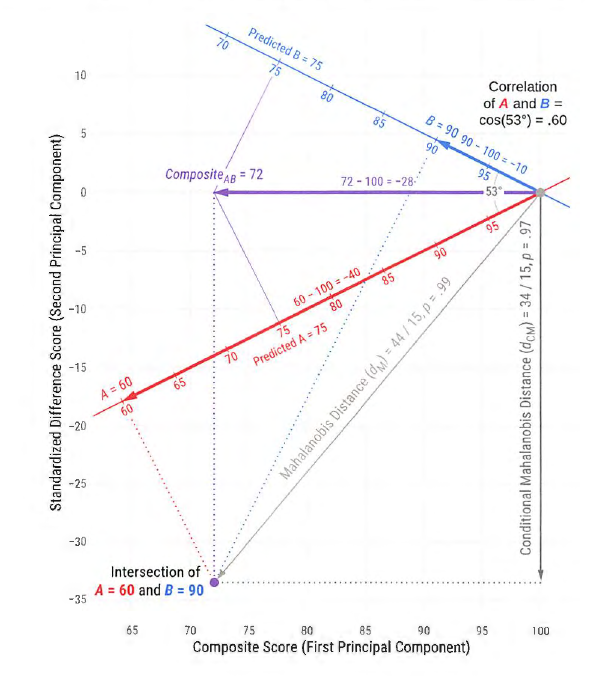 70
Predicted B = 75
75
80
85
B = 90
90 - 100 = -10
90
95
Correlation
of A and B =
cos(53°) = .60
Composite AB = 72
72 - 100 = -28
53°
95
90
85
60 - 100 = -40
80
75
Predicted A = 75
70
65
A = 60
60
Mahalanobis Distance (dM) = 44 / 15, p = .99
Conditional Mahalanobis Distance (dCM) = 34 / 15, p = .97
Intersection of
A = 60 and B = 90
Standardized Difference Score (Second Principal Component)
10
5
0
-5
-10
-15
-20
-25
-30
-35
65 70 75 80 85 90 95 100
Composite Score (First Principal Component)